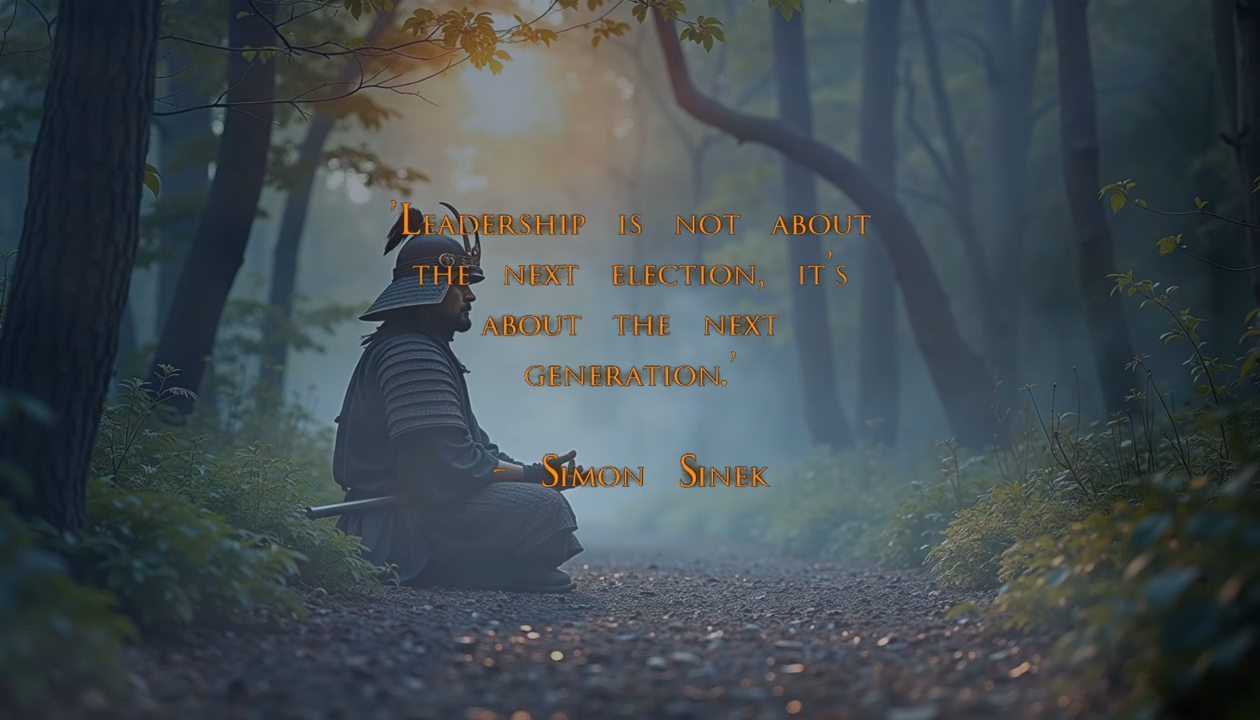 'Leadership is not about
the next election, it's
about the next
generation.'
- Simon Sinek